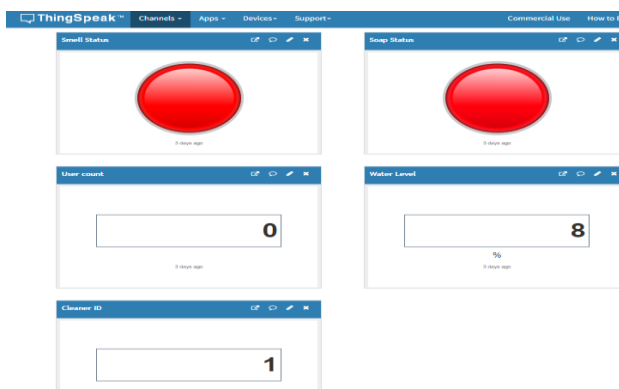 ThingSpeak™ Channels Apps Devices Support Commercial Use How to
Smell Status
3 days ago
Soap Status
3 days ago
User count
0
3 days ago
Water Level
8
%
3 days ago
Cleaner ID
1